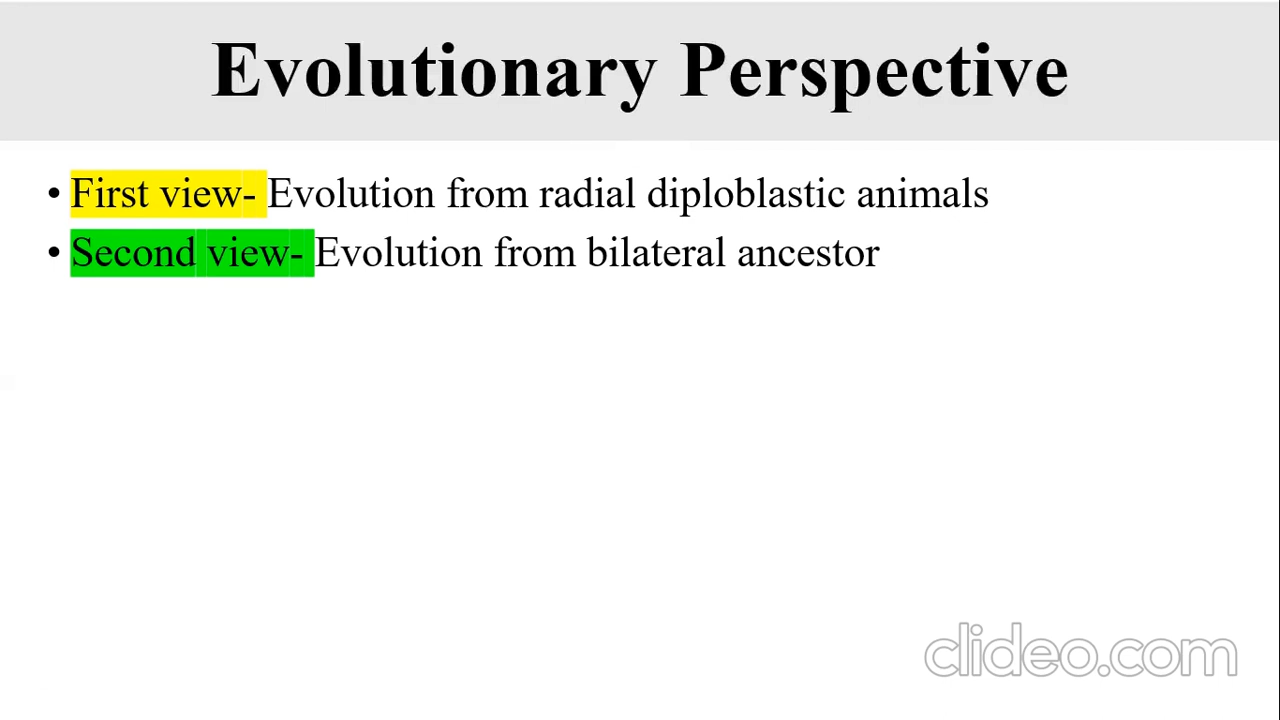 Evolutionary Perspective
• First view- Evolution from radial diploblastic animals
• Second view- Evolution from bilateral ancestor
clideo.com